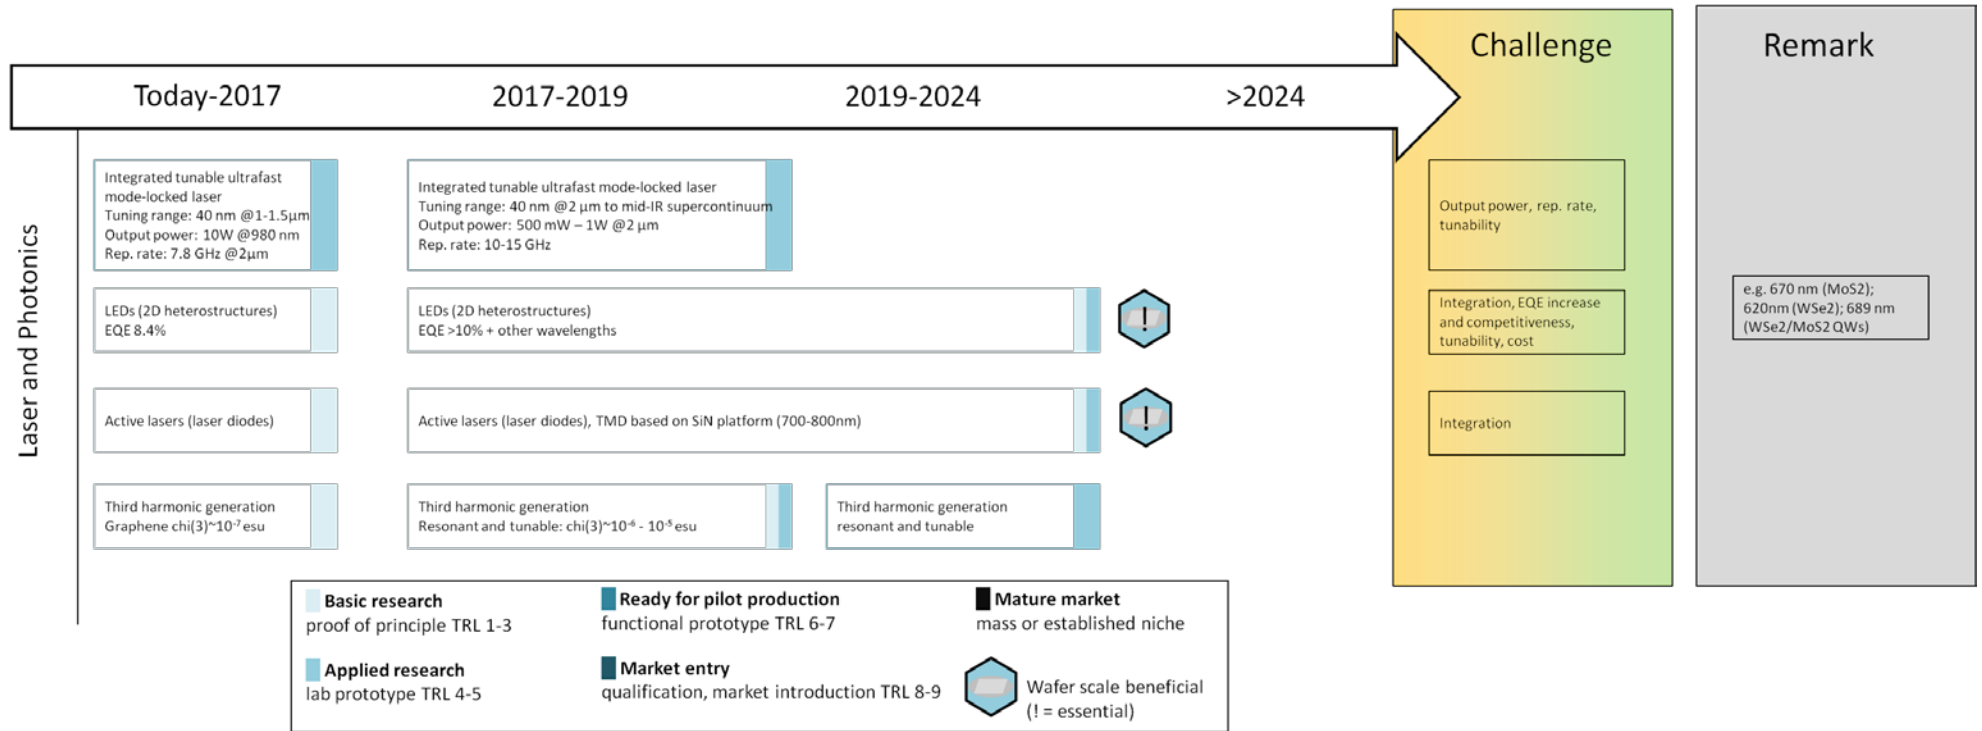 Challenge
Remark
Today-2017
2017-2019
2019-2024
>2024
Laser and Photonics
Integrated tunable ultrafast
mode-locked laser
Tuning range: 40 nm @1-1.5µm
Output power: 10W @980 nm
Rep. rate: 7.8 GHz @2µm
Integrated tunable ultrafast mode-locked laser
Tuning range: 40 nm @2 µm to mid-IR supercontinuum
Output power: 500 mW – 1W @2 µm
Rep. rate: 10-15 GHz
Output power, rep. rate,
tunability
LEDs (2D heterostructures)
EQE 8.4%
LEDs (2D heterostructures)
EQE >10% + other wavelengths
!
Integration, EQE increase
and competitiveness,
tunability, cost
e.g. 670 nm (MoS2);
620nm (WSe2); 689 nm
(WSe2/MoS2 QWs)
Active lasers (laser diodes)
Active lasers (laser diodes), TMD based on SiN platform (700-800nm)
!
Integration
Third harmonic generation
Graphene chi(3)~10⁻⁷ esu
Third harmonic generation
Resonant and tunable: chi(3)~10⁻⁶ - 10⁻⁵ esu
Third harmonic generation
resonant and tunable
Basic research
proof of principle TRL 1-3
Ready for pilot production
functional prototype TRL 6-7
Mature market
mass or established niche
Applied research
lab prototype TRL 4-5
Market entry
qualification, market introduction TRL 8-9
Wafer scale beneficial
(! = essential)